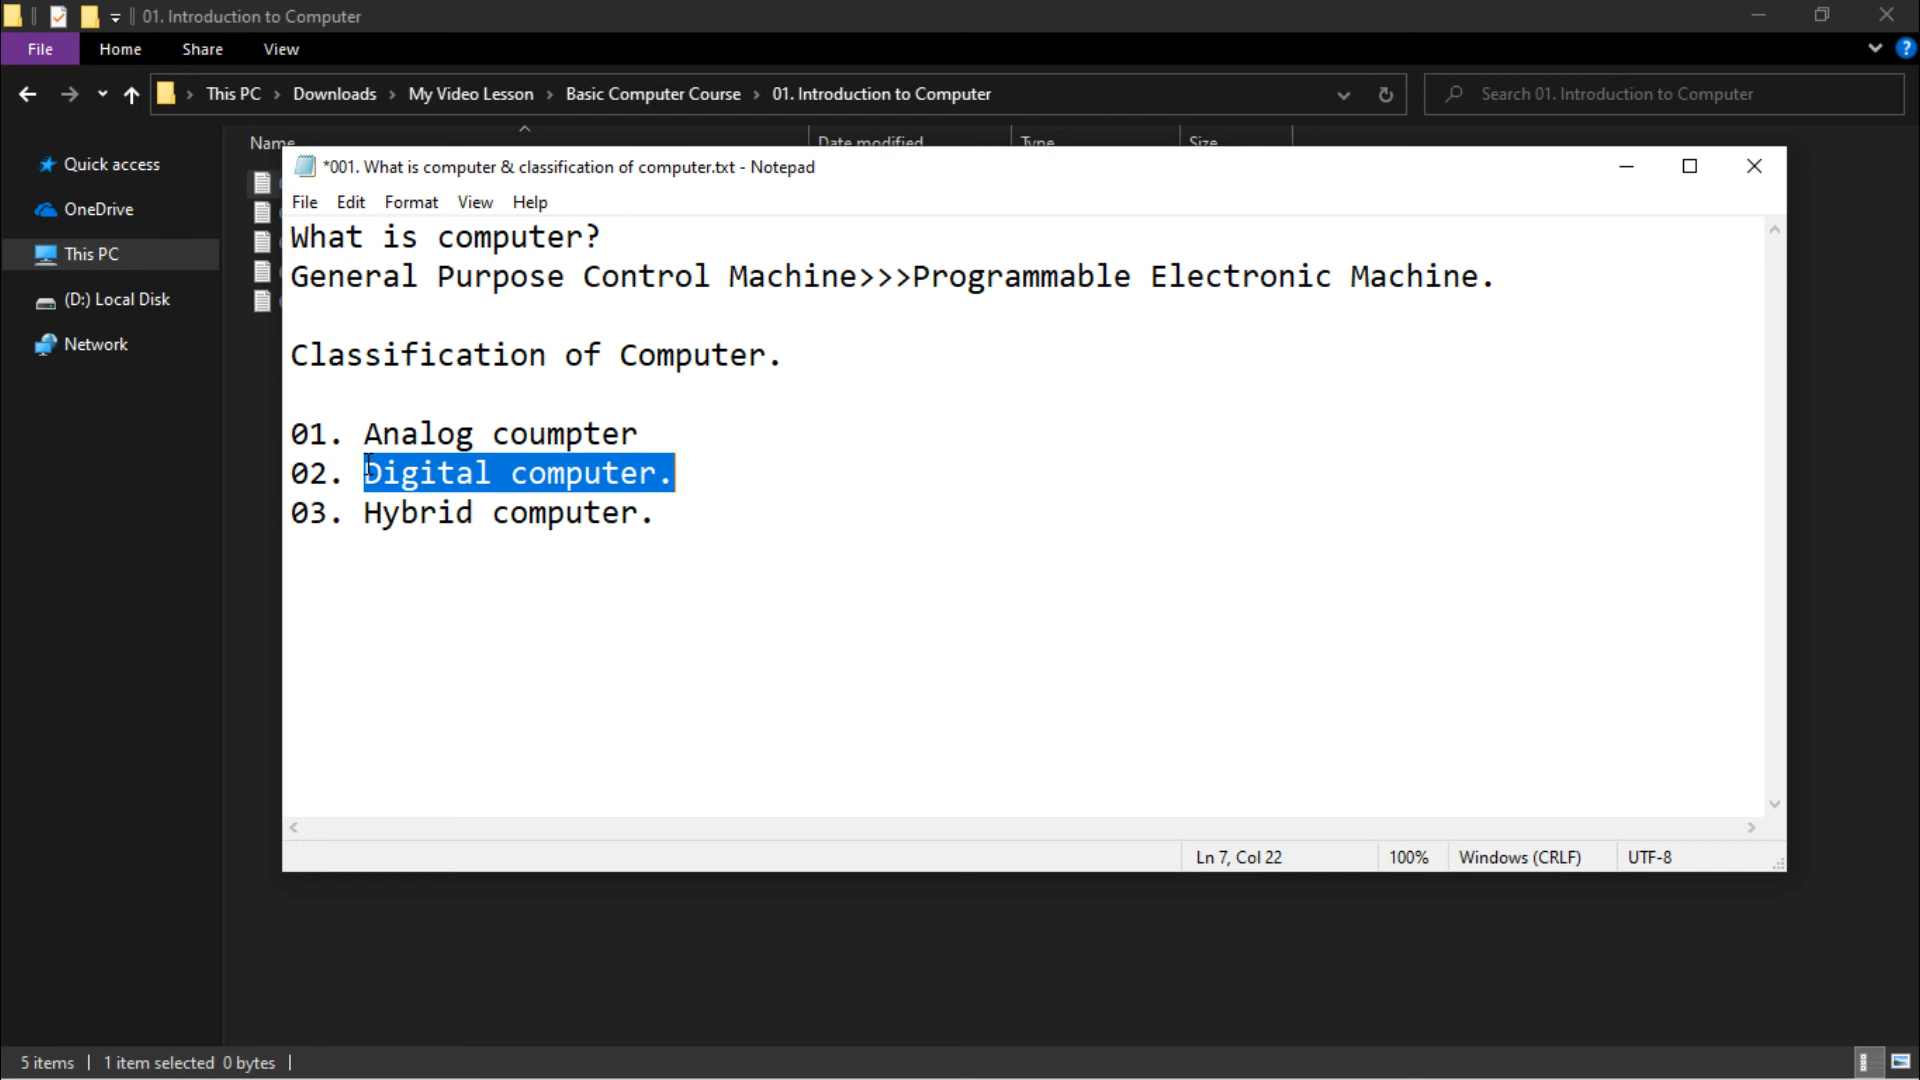 01. Introduction to Computer
File Home Share View
This PC > Downloads > My Video Lesson > Basic Computer Course > 01. Introduction to Computer
Search 01. Introduction to Computer
Name Date modified Type Size
Quick access
OneDrive
This PC
(D:) Local Disk
Network
*001. What is computer & classification of computer.txt - Notepad
File Edit Format View Help
What is computer?
General Purpose Control Machine>>>Programmable Electronic Machine.
Classification of Computer.
01. Analog coumpter
02. Digital computer.
03. Hybrid computer.
Ln 7, Col 22 100% Windows (CRLF) UTF-8
5 items 1 item selected 0 bytes